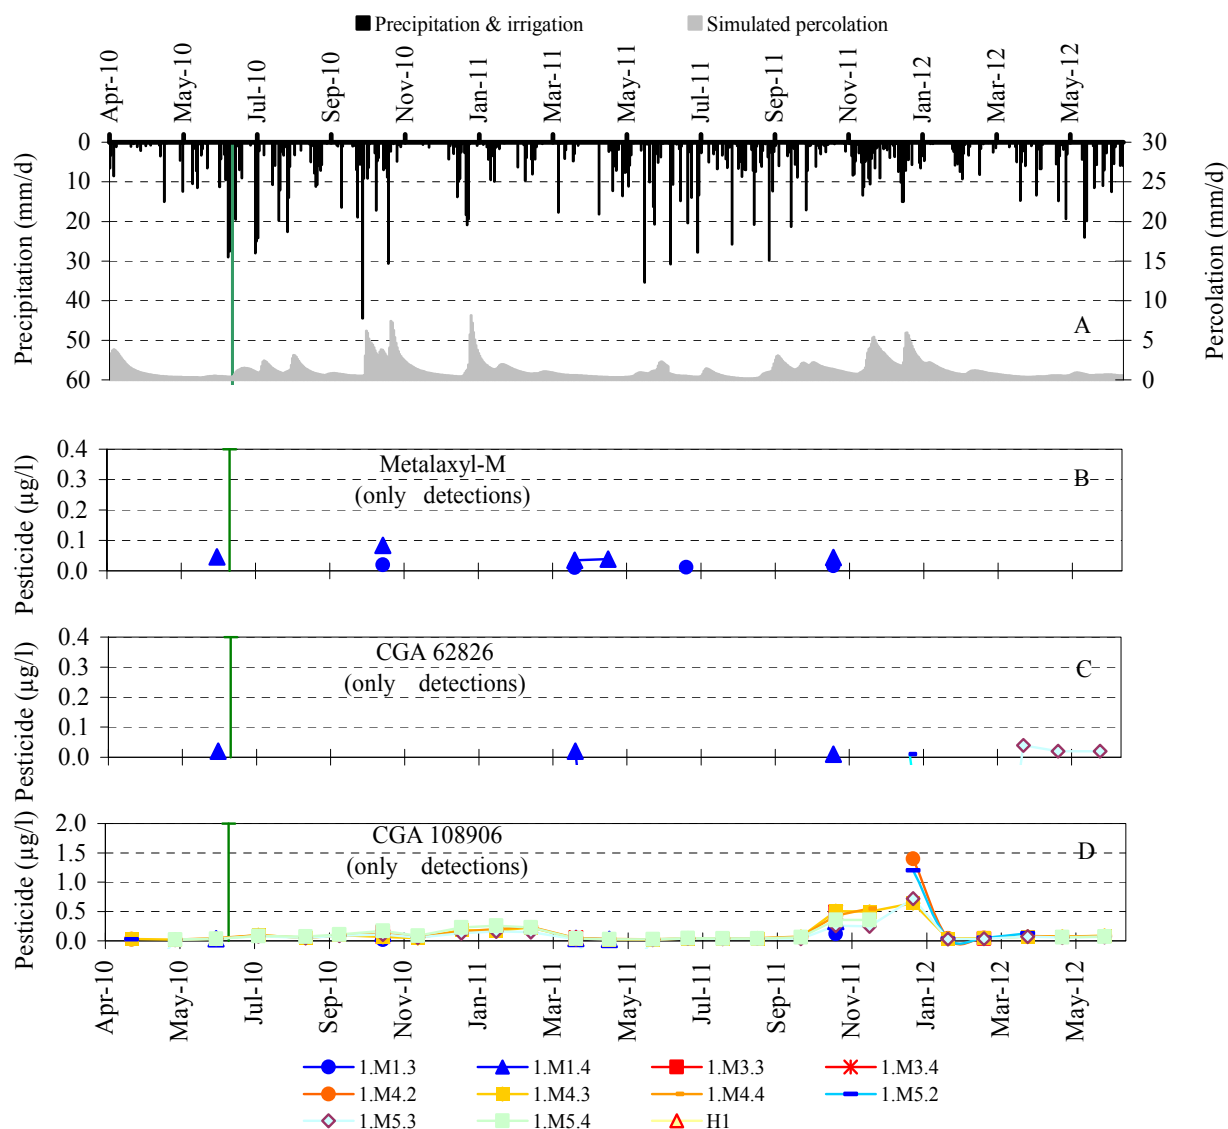 Precipitation & irrigation Simulated percolation
Apr-10 May-10 Jul-10 Sep-10 Nov-10 Jan-11 Mar-11 May-11 Jul-11 Sep-11 Nov-11 Jan-12 Mar-12 May-12
Precipitation (mm/d)
0 10 20 30 40 50 60
30 25 20 15 10 5 0
Percolation (mm/d)
A
Pesticide (µg/l)
0.4 0.3 0.2 0.1 0.0
Metalaxyl-M
(only detections)
B
Pesticide (µg/l)
0.4 0.3 0.2 0.1 0.0
CGA 62826
(only detections)
C
Pesticide (µg/l)
2.0 1.5 1.0 0.5 0.0
CGA 108906
(only detections)
D
Apr-10 May-10 Jul-10 Sep-10 Nov-10 Jan-11 Mar-11 May-11 Jul-11 Sep-11 Nov-11 Jan-12 Mar-12 May-12
1.M1.3 1.M1.4 1.M3.3 1.M3.4
1.M4.2 1.M4.3 1.M4.4 1.M5.2
1.M5.3 1.M5.4 H1